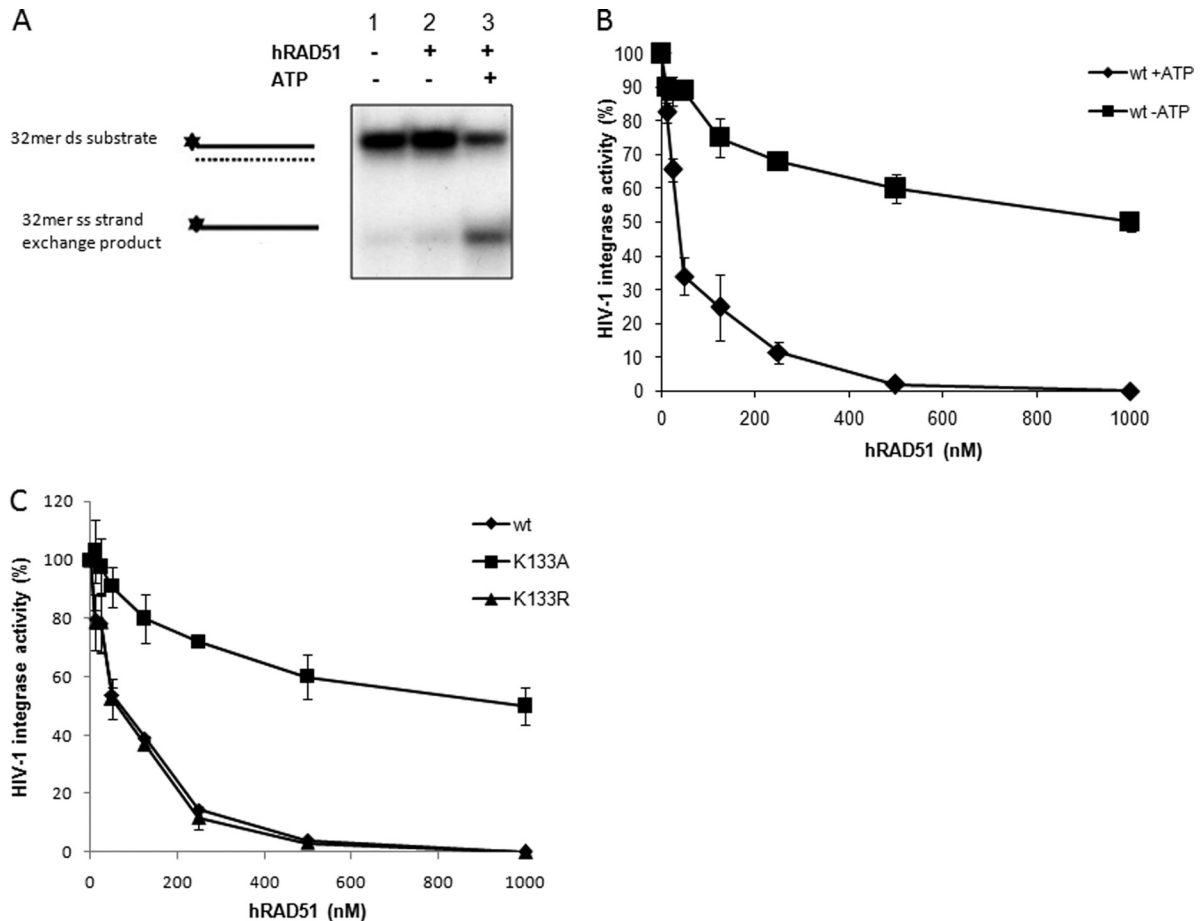 A
1 2 3
hRAD51 - + +
ATP - - +
32mer ds substrate
32mer ss strand
exchange product
B
100
90
80
70
60
50
40
30
20
10
0
HIV-1 integrase activity (%)
0 200 400 600 800 1000
hRAD51 (nM)
wt +ATP
wt -ATP
C
120
100
80
60
40
20
0
HIV-1 integrase activity (%)
0 200 400 600 800 1000
hRAD51 (nM)
wt
K133A
K133R